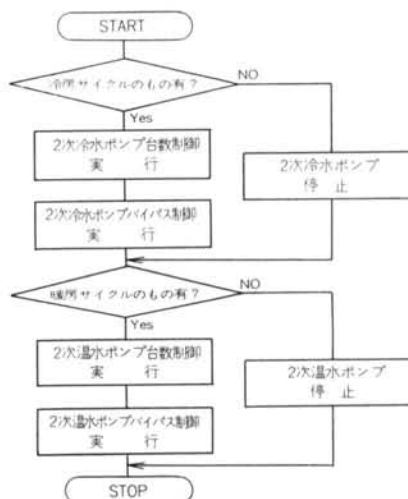 START
冷房サイクルのもの有?
NO
Yes
2次冷水ポンプ台数制御
実 行
2次冷水ポンプ
停 止
2次冷水ポンプバイパス制御
実 行
暖房サイクルのもの有?
NO
Yes
2次温水ポンプ台数制御
実 行
2次温水ポンプ
停 止
2次温水ポンプバイパス制御
実 行
STOP